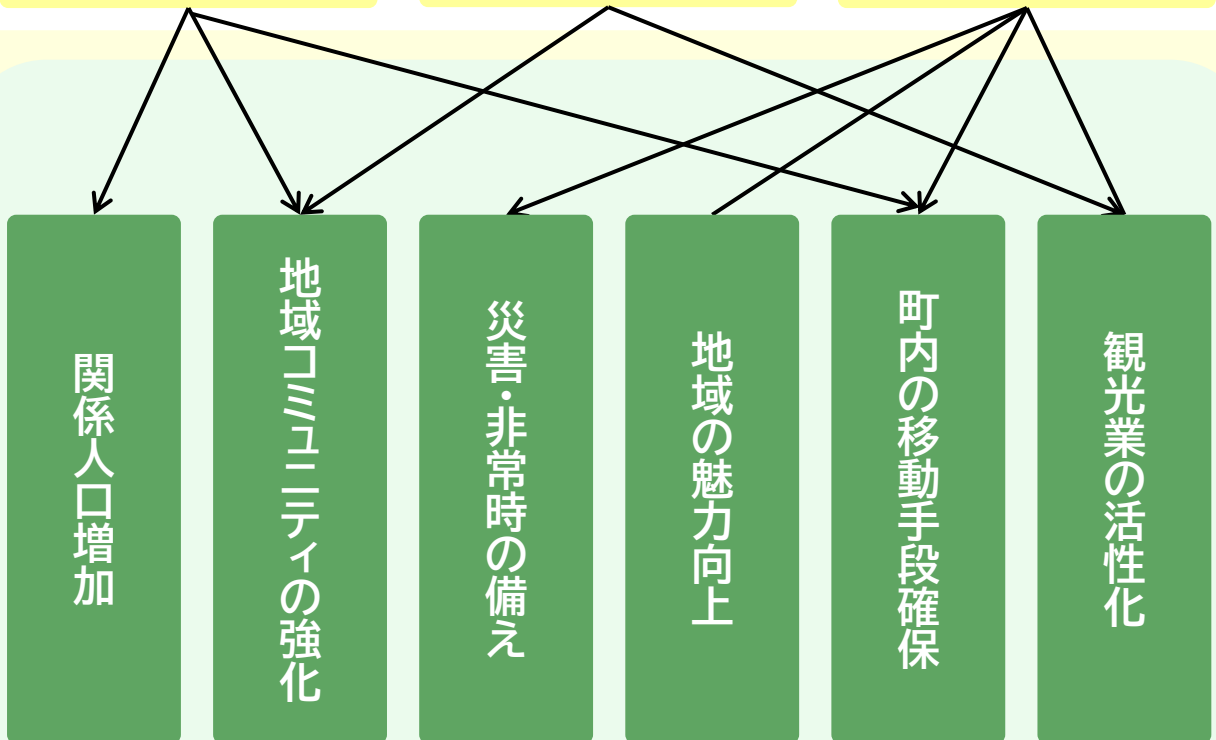 関係人口増加
地域コミュニティの強化
災害・非常時の備え
地域の魅力向上
町内の移動手段確保
観光業の活性化